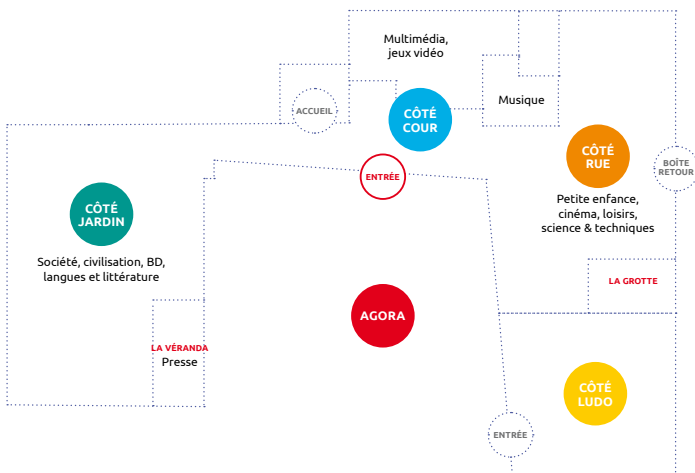 Multimédia,
jeux vidéo
Musique
ACCUEIL
CÔTÉ
COUR
CÔTÉ
RUE
BOÎTE
RETOUR
ENTRÉE
CÔTÉ
JARDIN
Petite enfance,
cinéma, loisirs,
science & techniques
Société, civilisation, BD,
langues et littérature
LA GROTTE
AGORA
LA VÉRANDA
Presse
CÔTÉ
LUDO
ENTRÉE